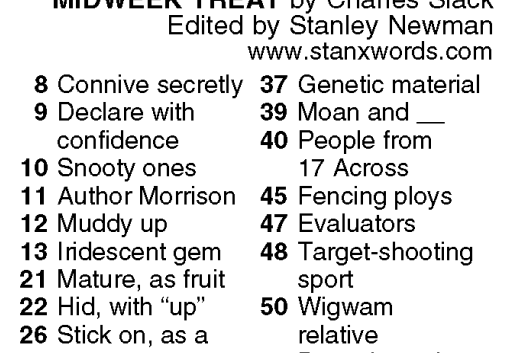 MIDWEEK TREAT by Charles Slack
Edited by Stanley Newman
www.stanxwords.com
8 Connive secretly
9 Declare with
confidence
10 Snooty ones
11 Author Morrison
12 Muddy up
13 Iridescent gem
21 Mature, as fruit
22 Hid, with “up”
26 Stick on, as a
37 Genetic material
39 Moan and __
40 People from
17 Across
45 Fencing ploys
47 Evaluators
48 Target-shooting
sport
50 Wigwam
relative